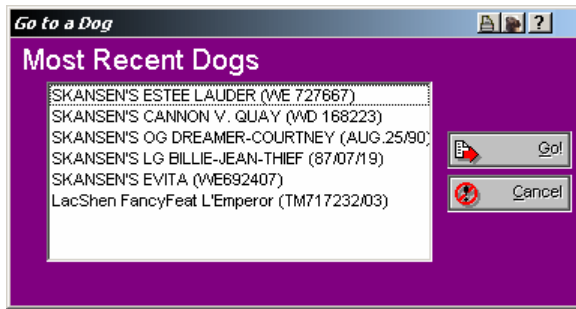 Go to a Dog
?
Most Recent Dogs
SKANSEN'S ESTEE LAUDER (WE 727667)
SKANSEN'S CANNON V. QUAY (WD 168223)
SKANSEN'S OG DREAMER-COURTNEY (AUG.25/90)
SKANSEN'S LG BILLIE-JEAN-THIEF (87/07/19)
SKANSEN'S EVITA (WE692407)
LacShen FancyFeat L'Emperor (TM717232/03)
Go!
Cancel